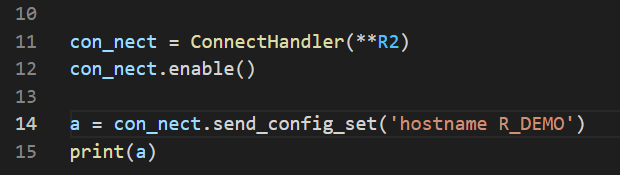 10
11 con_nect = ConnectHandler(**R2)
12 con_nect.enable()
13
14 a = con_nect.send_config_set('hostname R_DEMO')
15 print(a)